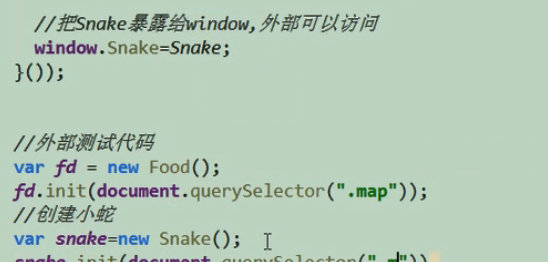 //把Snake暴露给window,外部可以访问
window.Snake=Snake;
}());
//外部测试代码
var fd = new Food();
fd.init(document.querySelector(".map"));
//创建小蛇
var snake=new Snake();
snake.init(document.querySelector(".m"))